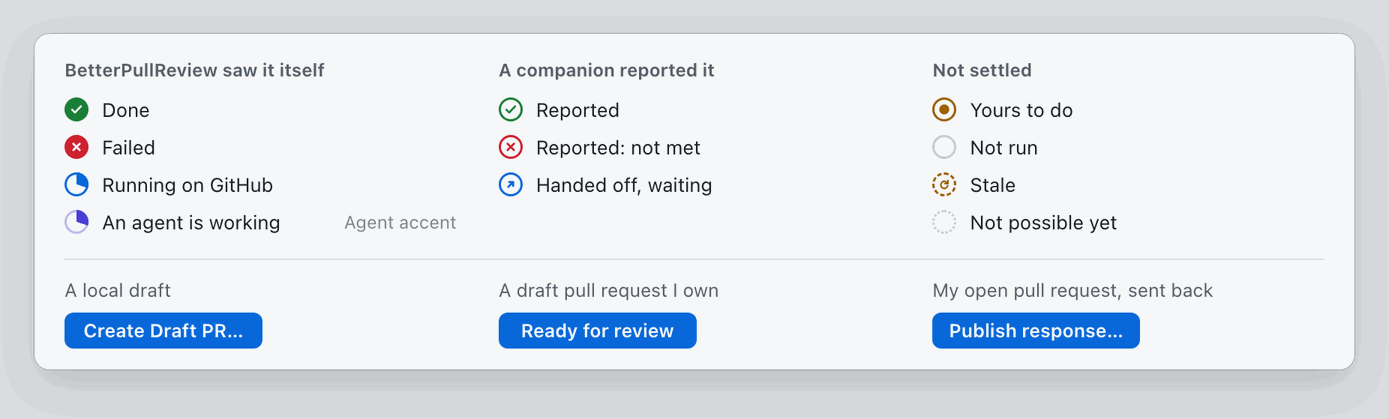 BetterPullReview saw it itself
Done
Failed
Running on GitHub
An agent is working
Agent accent
A companion reported it
Reported
Reported: not met
Handed off, waiting
Not settled
Yours to do
Not run
Stale
Not possible yet
A local draft
Create Draft PR...
A draft pull request I own
Ready for review
My open pull request, sent back
Publish response...